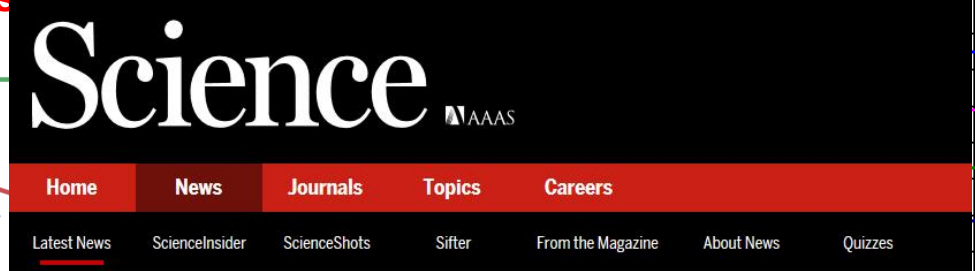 Science AAAS
Home News Journals Topics Careers
Latest News ScienceInsider ScienceShots Sifter From the Magazine About News Quizzes